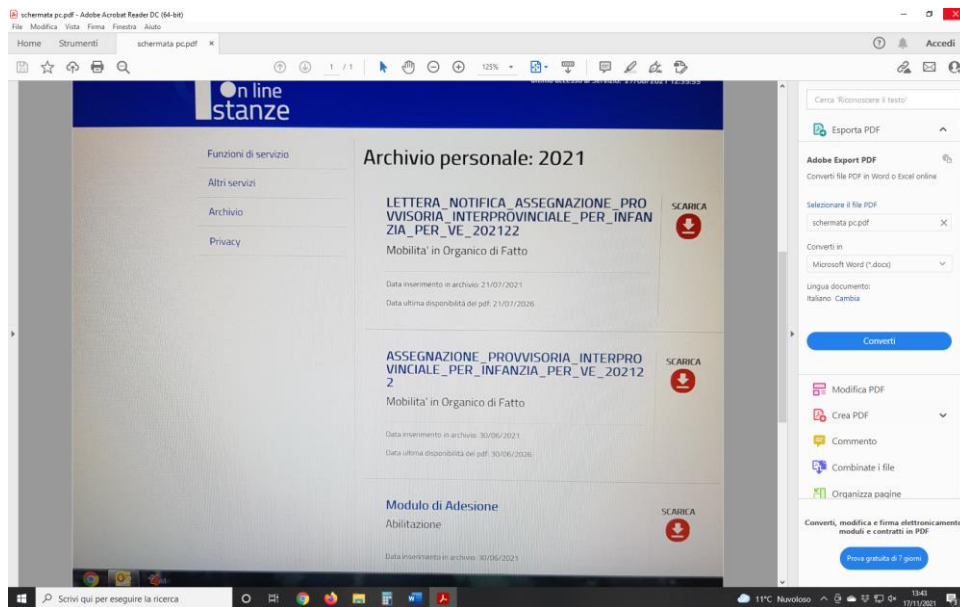 schermata pc.pdf - Adobe Acrobat Reader DC (64-bit)
File Modifica Vista Firma Finestra Aiuto
Home Strumenti schermata pc.pdf × Accedi
1 / 1 125%
On line
Istanze
ultimo accesso al Servizio:
Funzioni di servizio
Altri servizi
Archivio
Privacy
Archivio personale: 2021
LETTERA_NOTIFICA_ASSEGNAZIONE_PRO
VVISORIA_INTERPROVINCIALE_PER_INFAN
ZIA_PER_VE_202122
SCARICA
Mobilita' in Organico di Fatto
Data inserimento in archivio: 21/07/2021
Data ultima disponibilità del pdf: 21/07/2026
ASSEGNAZIONE_PROVVISORIA_INTERPRO
VINCIALE_PER_INFANZIA_PER_VE_20212
2
SCARICA
Mobilita' in Organico di Fatto
Data inserimento in archivio: 30/06/2021
Data ultima disponibilità del pdf: 30/06/2026
Modulo di Adesione
SCARICA
Abilitazione
Data inserimento in archivio: 30/06/2021
Cerca 'Riconoscere il testo'
Esporta PDF
Adobe Export PDF
Converti file PDF in Word o Excel online
Selezionare il file PDF
schermata pc.pdf ×
Converti in
Microsoft Word (*.docx)
Lingua documento:
Italiano Cambia
Converti
Modifica PDF
Crea PDF
Commento
Combinate i file
Organizza pagine
Converti, modifica e firma elettronicamente
moduli e contratti in PDF
Prova gratuita di 7 giorni
Scrivi qui per eseguire la ricerca
11°C Nuvoloso
13:43
17/11/2021